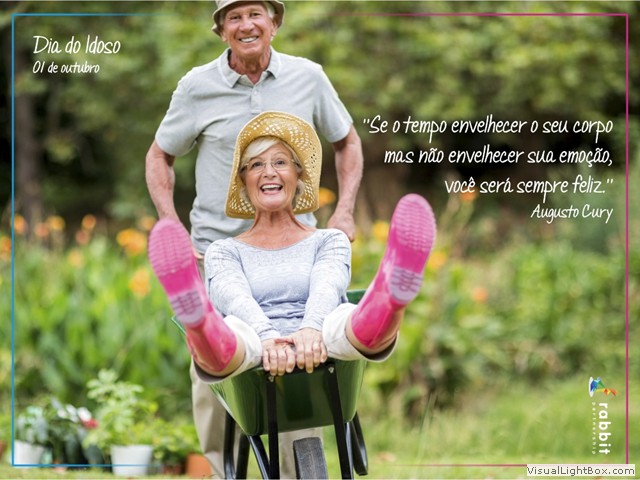 Dia do Idoso
01 de outubro
"Se o tempo envelhecer o seu corpo
mas não envelhecer sua emoção,
você será sempre feliz."
Augusto Cury
rabbit
partnership
VisualLightBox.com